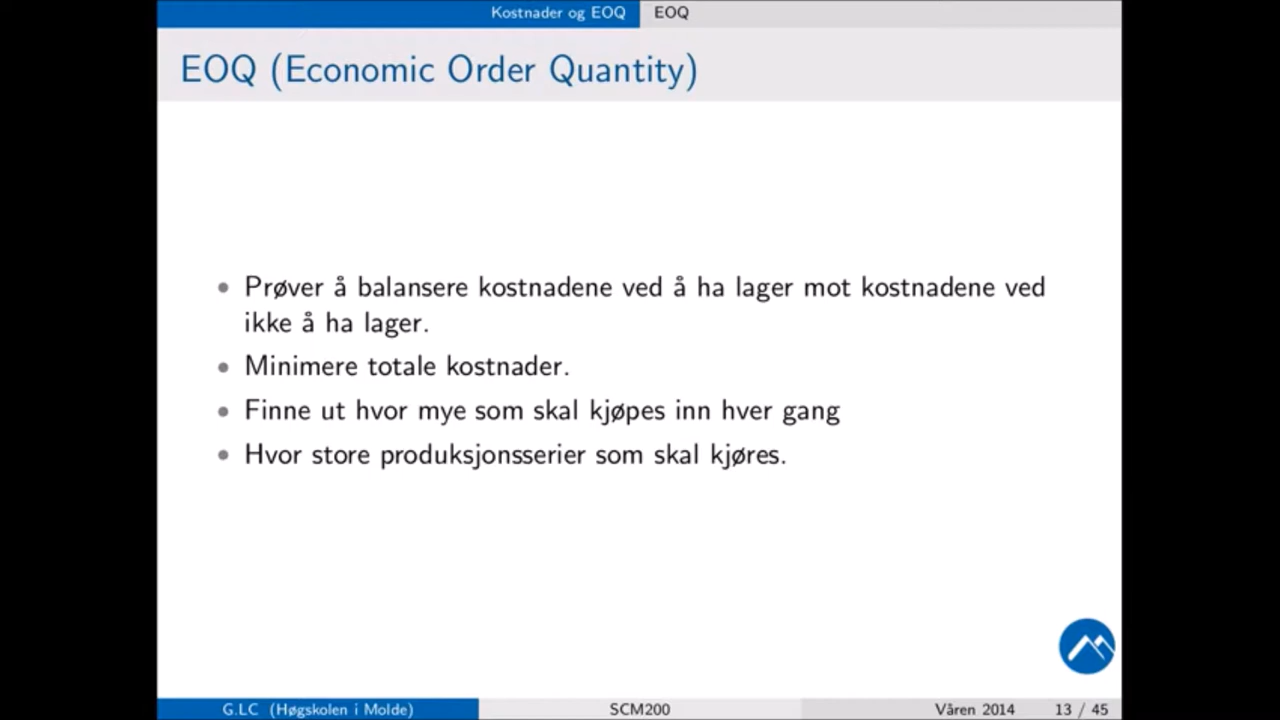 Kostnader og EOQ EOQ
EOQ (Economic Order Quantity)
• Prøver å balansere kostnadene ved å ha lager mot kostnadene ved
ikke å ha lager.
• Minimere totale kostnader.
• Finne ut hvor mye som skal kjøpes inn hver gang
• Hvor store produksjonsserier som skal kjøres.
G.LC (Høgskolen i Molde) SCM200 Våren 2014 13 / 45